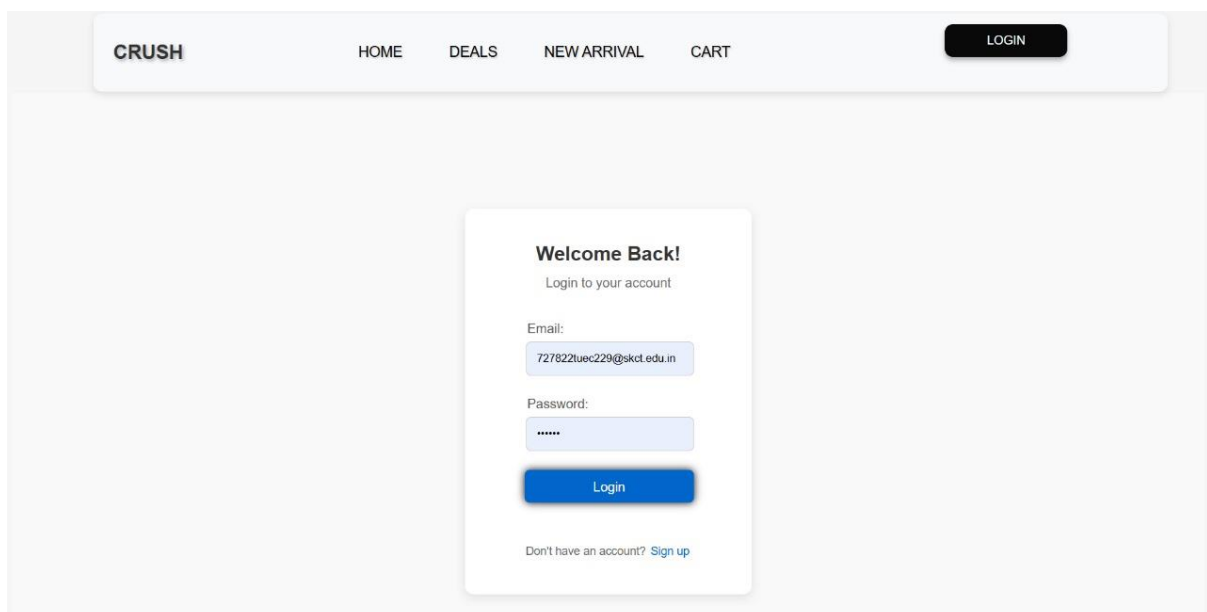 CRUSH HOME DEALS NEW ARRIVAL CART LOGIN
Welcome Back!
Login to your account
Email:
727822tuec229@skct.edu.in
Password:
••••••
Login
Don't have an account? Sign up